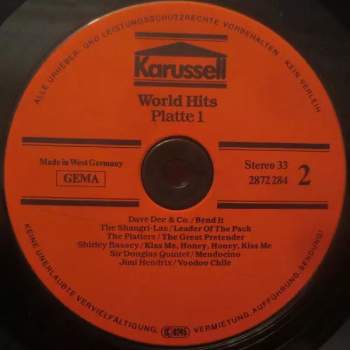 ALLE URHEBER- UND LEISTUNGSSCHUTZRECHTE VORBEHALTEN · KEIN VERLEIH
Karussell
World Hits
Platte 1
Made in West Germany
GEMA
Stereo 33
2872 284
2
Dave Dee & Co. / Bend It
The Shangri-Las / Leader Of The Pack
The Platters / The Great Pretender
Shirley Bassey / Kiss Me, Honey, Honey, Kiss Me
Sir Douglas Quintet / Mendocino
Jimi Hendrix / Voodoo Chile
KEINE UNERLAUBTE VERVIELFÄLTIGUNG, VERMIETUNG, AUFFÜHRUNG, SENDUNG!